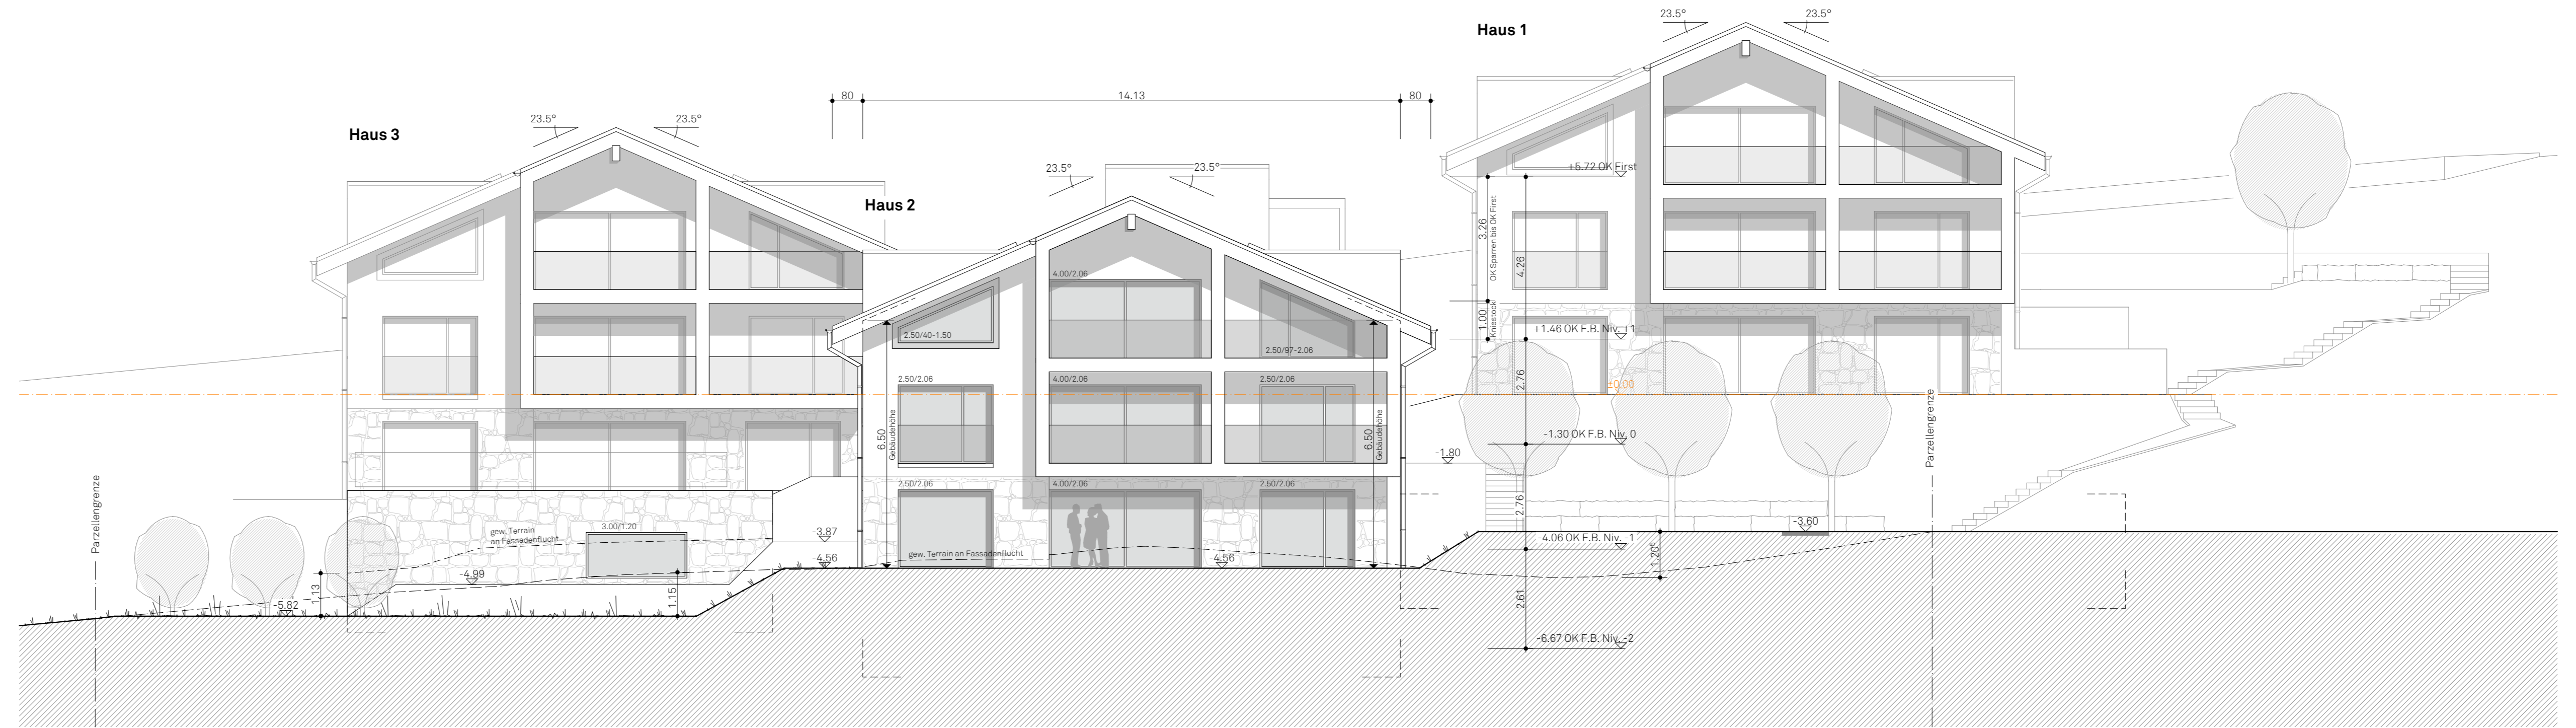 Haus 1
23.5°
23.5°
Haus 3
23.5°
23.5°
80
14.13
80
Haus 2
23.5°
23.5°
+5.72 OK First
3.26
OK Sparren bis OK First
4.26
1.00
Kniestock
+1.46 OK F.B. Niv. +1
2.76
+0.00
-1.30 OK F.B. Niv. 0
-1.80
2.76
-3.60
-4.06 OK F.B. Niv. -1
1.20⁵
2.61
-6.67 OK F.B. Niv. -2
4.00/2.06
2.50/40-1.50
2.50/97-2.06
2.50/2.06
4.00/2.06
2.50/2.06
6.50
Gebäudehöhe
6.50
Gebäudehöhe
2.50/2.06
4.00/2.06
2.50/2.06
gew. Terrain an Fassadenflucht
-4.56
-3.87
-4.56
3.00/1.20
gew. Terrain
an Fassadenflucht
-4.99
-5.82
1.13
1.15
Parzellengrenze
Parzellengrenze